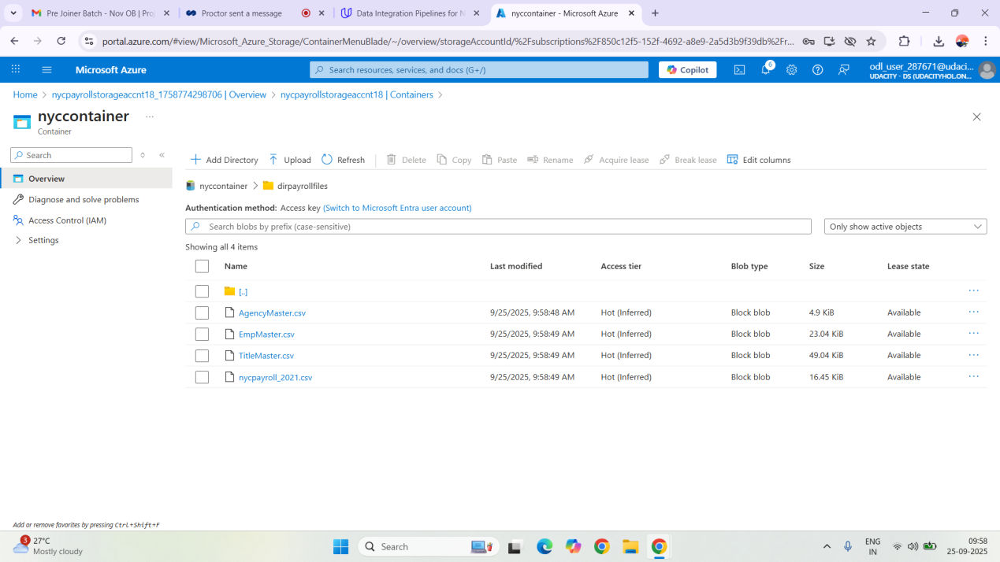 Pre Joiner Batch - Nov OB | Pro
Proctor sent a message
Data Integration Pipelines for N
nyccontainer - Microsoft Azure
portal.azure.com/#view/Microsoft_Azure_Storage/ContainerMenuBlade/~/overview/storageAccountId/%2Fsubscriptions%2F850c12f5-152f-4692-a8e9-2a5d3b9f39db%2Fr...
Microsoft Azure
Search resources, services, and docs (G+/)
Copilot
6
odl_user_287671@udaci...
UDACITY - DS (UDACITYHOL.ON...
Home > nycpayrollstorageaccnt18_1758774298706 | Overview > nycpayrollstorageaccnt18 | Containers >
nyccontainer ...
Container
Search
Overview
Diagnose and solve problems
Access Control (IAM)
Settings
Add Directory Upload Refresh Delete Copy Paste Rename Acquire lease Break lease Edit columns
nyccontainer > dirpayrollfiles
Authentication method: Access key (Switch to Microsoft Entra user account)
Search blobs by prefix (case-sensitive)
Only show active objects
Showing all 4 items
Name Last modified Access tier Blob type Size Lease state
[..] ...
AgencyMaster.csv 9/25/2025, 9:58:48 AM Hot (Inferred) Block blob 4.9 KiB Available ...
EmpMaster.csv 9/25/2025, 9:58:49 AM Hot (Inferred) Block blob 23.04 KiB Available ...
TitleMaster.csv 9/25/2025, 9:58:49 AM Hot (Inferred) Block blob 49.04 KiB Available ...
nycpayroll_2021.csv 9/25/2025, 9:58:49 AM Hot (Inferred) Block blob 16.45 KiB Available ...
Add or remove favorites by pressing Ctrl+Shift+F
3
27°C
Mostly cloudy
Search
ENG
IN
09:58
25-09-2025